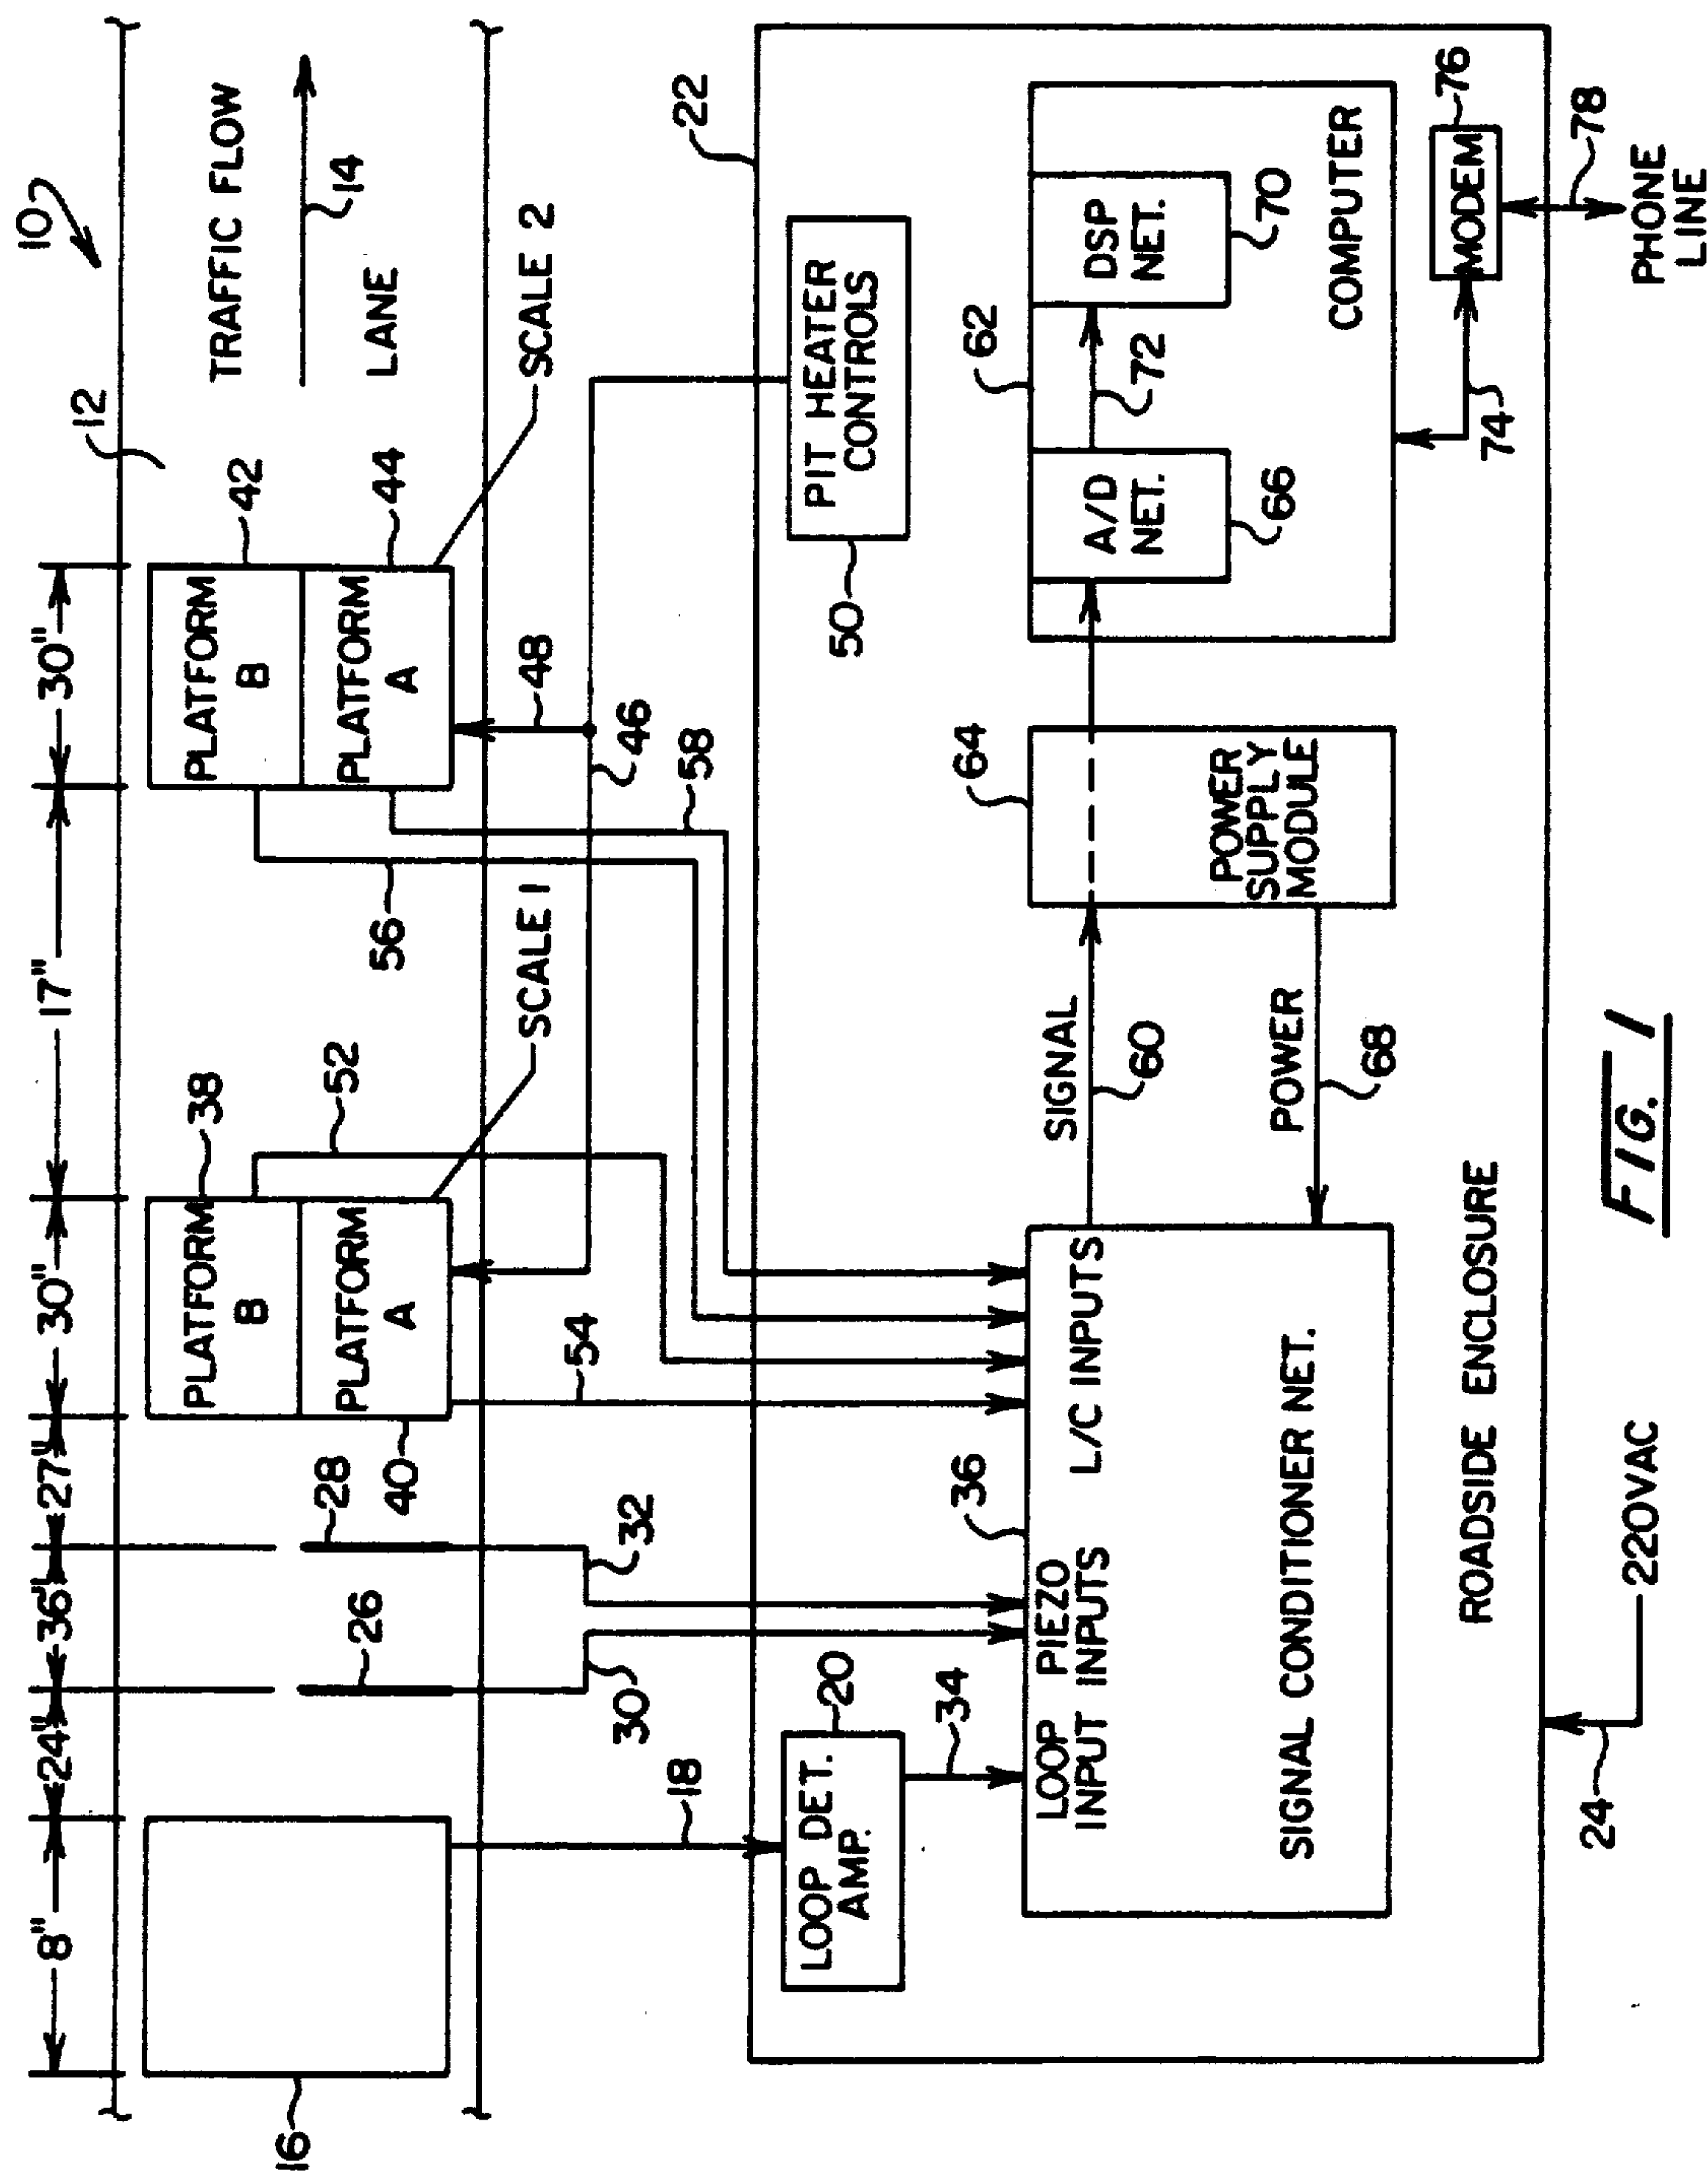 10
12
TRAFFIC FLOW
14
LANE
8"
24"
36"
27"
30"
17"
30"
16
26
28
PLATFORM
B
38
PLATFORM
A
40
52
SCALE 1
PLATFORM
B
42
PLATFORM
A
44
SCALE 2
18
30
32
54
56
58
46
48
22
LOOP DET.
AMP.
20
34
PIT HEATER
CONTROLS
50
36
LOOP
INPUT
PIEZO
INPUTS
L/C INPUTS
SIGNAL CONDITIONER NET.
SIGNAL
60
POWER
68
64
POWER
SUPPLY
MODULE
62
A/D
NET.
66
72
DSP
NET.
70
COMPUTER
74
MODEM
76
78
PHONE
LINE
ROADSIDE ENCLOSURE
24
220VAC
FIG. 1